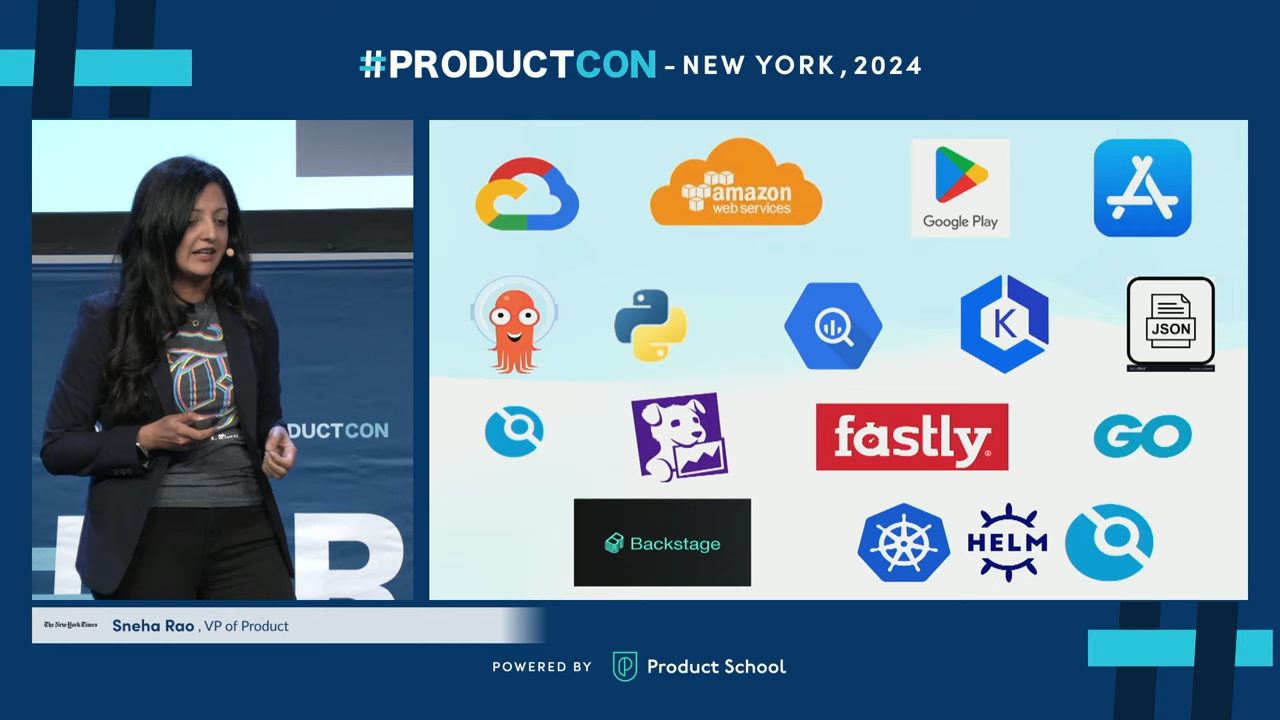 #PRODUCTCON - NEW YORK, 2024
amazon
web services
Google Play
K
JSON
fastly
GO
Backstage
HELM
DUCTCON
R
The New York Times Sneha Rao, VP of Product
POWERED BY Product School